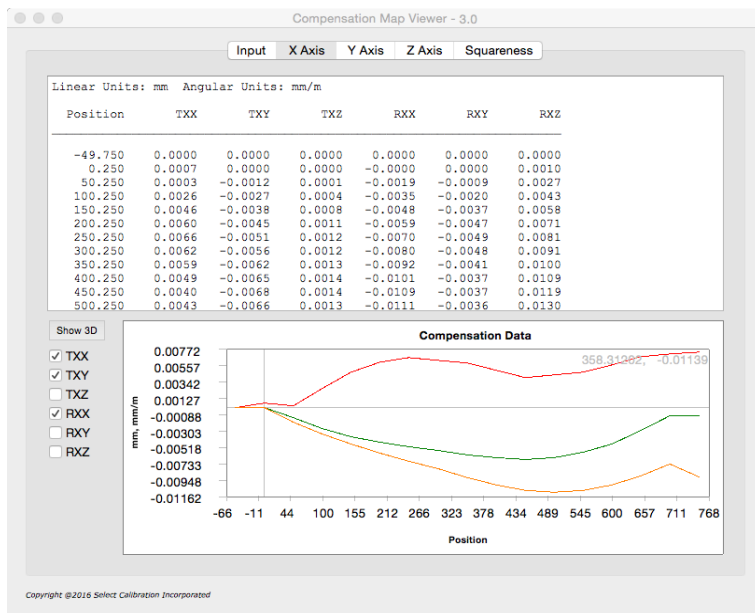 Compensation Map Viewer - 3.0
Input X Axis Y Axis Z Axis Squareness
Linear Units: mm Angular Units: mm/m
Position TXX TXY TXZ RXX RXY RXZ
-49.750 0.0000 0.0000 0.0000 0.0000 0.0000 0.0000
0.250 0.0007 0.0000 0.0000 -0.0000 0.0000 0.0010
50.250 0.0003 -0.0012 0.0001 -0.0019 -0.0009 0.0027
100.250 0.0026 -0.0027 0.0004 -0.0035 -0.0020 0.0043
150.250 0.0046 -0.0038 0.0008 -0.0048 -0.0037 0.0058
200.250 0.0060 -0.0045 0.0011 -0.0059 -0.0047 0.0071
250.250 0.0066 -0.0051 0.0012 -0.0070 -0.0049 0.0081
300.250 0.0062 -0.0056 0.0012 -0.0080 -0.0048 0.0091
350.250 0.0059 -0.0062 0.0013 -0.0092 -0.0041 0.0100
400.250 0.0049 -0.0065 0.0014 -0.0101 -0.0037 0.0109
450.250 0.0040 -0.0068 0.0014 -0.0109 -0.0037 0.0119
500.250 0.0043 -0.0066 0.0013 -0.0111 -0.0036 0.0130
Show 3D
TXX
TXY
TXZ
RXX
RXY
RXZ
Compensation Data
358.31262, -0.01139
mm, mm/m
0.00772
0.00557
0.00342
0.00127
-0.00088
-0.00303
-0.00518
-0.00733
-0.00948
-0.01162
-66 -11 44 100 155 212 266 323 378 434 489 545 600 657 711 768
Position
Copyright @2016 Select Calibration Incorporated